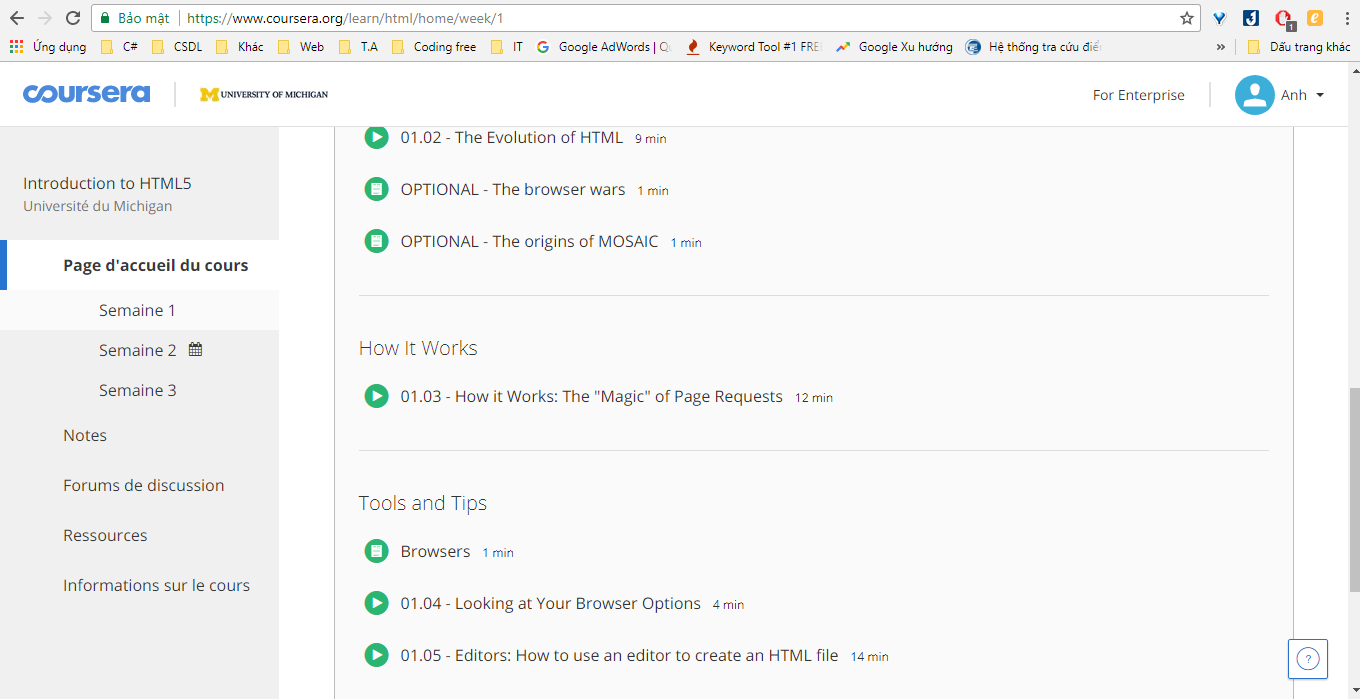 Bảo mật https://www.coursera.org/learn/html/home/week/1
Ứng dụng C# CSDL Khác Web T.A Coding free IT Google AdWords | Keyword Tool #1 FRE Google Xu hướng Hệ thống tra cứu » Dấu trang khác
coursera M UNIVERSITY OF MICHIGAN For Enterprise Anh
Introduction to HTML5
Université du Michigan
Page d'accueil du cours
Semaine 1
Semaine 2
Semaine 3
Notes
Forums de discussion
Ressources
Informations sur le cours
01.02 - The Evolution of HTML 9 min
OPTIONAL - The browser wars 1 min
OPTIONAL - The origins of MOSAIC 1 min
How It Works
01.03 - How it Works: The "Magic" of Page Requests 12 min
Tools and Tips
Browsers 1 min
01.04 - Looking at Your Browser Options 4 min
01.05 - Editors: How to use an editor to create an HTML file 14 min
?